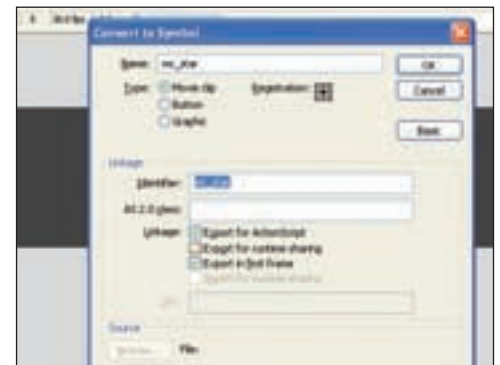 Convert to Symbol
Name: mc_star
OK
Type: Movie clip
Registration:
Cancel
Button
Graphic
Basic
Linkage
Identifier: mc_star
AS 2.0 class:
Linkage: Export for ActionScript
Export for runtime sharing
Export in first frame
Import for runtime sharing
URL:
Source
Browse... File: